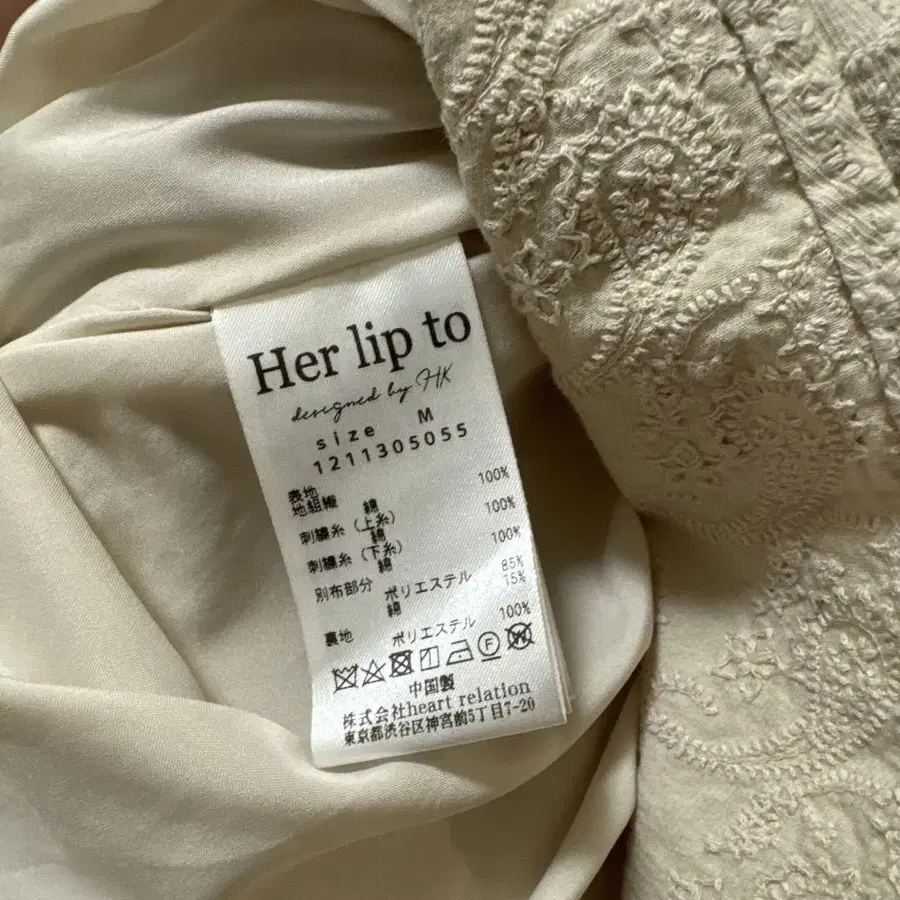 Her lip to
designed by HK
size M
1211305055
表地
地組織 綿 100%
刺繍糸（上糸）
綿 100%
刺繍糸（下糸）
綿 100%
別布部分 ポリエステル 85%
綿 15%
裏地 ポリエステル 100%
F W
中国製
株式会社heart relation
東京都渋谷区神宮前5丁目7-20